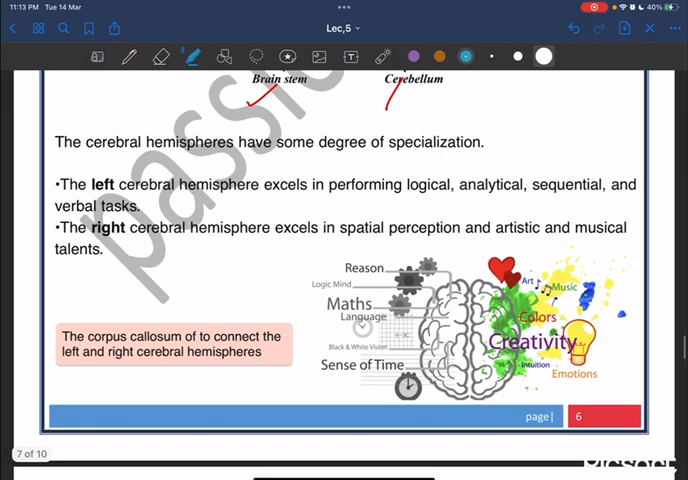 11:13 PM Tue 14 Mar
40%
Lec,5
Brain stem
Cerebellum
passi
The cerebral hemispheres have some degree of specialization.
•The left cerebral hemisphere excels in performing logical, analytical, sequential, and
verbal tasks.
•The right cerebral hemisphere excels in spatial perception and artistic and musical
talents.
Reason
Logic Mind
Maths
Language
Black & White Vision
Sense of Time
Art
Music
Colors
Creativity
Intuition
Emotions
The corpus callosum of to connect the
left and right cerebral hemispheres
page| 6
7 of 10